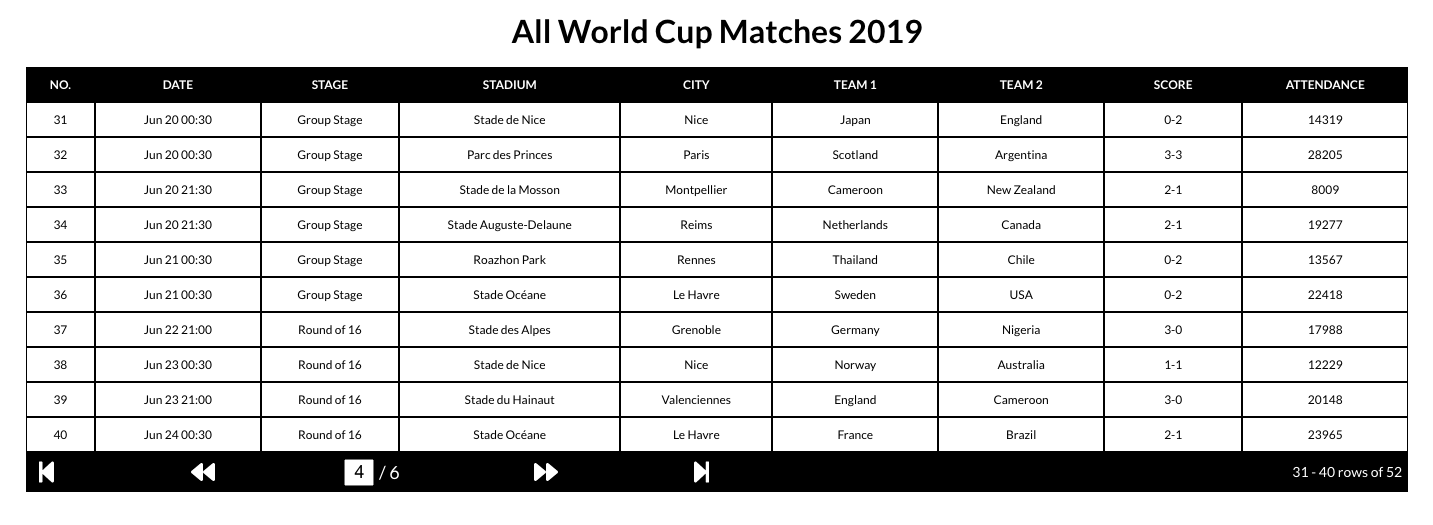 All World Cup Matches 2019
NO. DATE STAGE STADIUM CITY TEAM 1 TEAM 2 SCORE ATTENDANCE
31 Jun 20 00:30 Group Stage Stade de Nice Nice Japan England 0-2 14319
32 Jun 20 00:30 Group Stage Parc des Princes Paris Scotland Argentina 3-3 28205
33 Jun 20 21:30 Group Stage Stade de la Mosson Montpellier Cameroon New Zealand 2-1 8009
34 Jun 20 21:30 Group Stage Stade Auguste-Delaune Reims Netherlands Canada 2-1 19277
35 Jun 21 00:30 Group Stage Roazhon Park Rennes Thailand Chile 0-2 13567
36 Jun 21 00:30 Group Stage Stade Océane Le Havre Sweden USA 0-2 22418
37 Jun 22 21:00 Round of 16 Stade des Alpes Grenoble Germany Nigeria 3-0 17988
38 Jun 23 00:30 Round of 16 Stade de Nice Nice Norway Australia 1-1 12229
39 Jun 23 21:00 Round of 16 Stade du Hainaut Valenciennes England Cameroon 3-0 20148
40 Jun 24 00:30 Round of 16 Stade Océane Le Havre France Brazil 2-1 23965
4 / 6 31 - 40 rows of 52